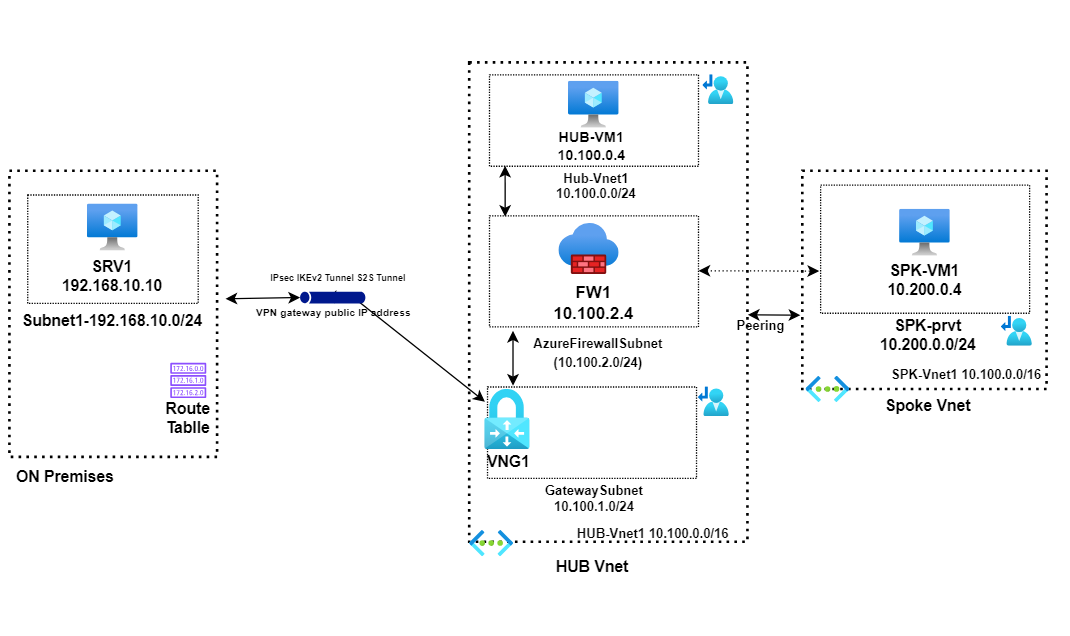 SRV1
192.168.10.10
Subnet1-192.168.10.0/24
172.16.0.0
172.16.1.0
172.16.2.0
Route
Tablle
ON Premises
IPsec IKEv2 Tunnel S2S Tunnel
VPN gateway public IP address
HUB-VM1
10.100.0.4
Hub-Vnet1
10.100.0.0/24
FW1
10.100.2.4
AzureFirewallSubnet
(10.100.2.0/24)
VNG1
GatewaySubnet
10.100.1.0/24
HUB-Vnet1 10.100.0.0/16
HUB Vnet
Peering
SPK-VM1
10.200.0.4
SPK-prvt
10.200.0.0/24
SPK-Vnet1 10.100.0.0/16
Spoke Vnet